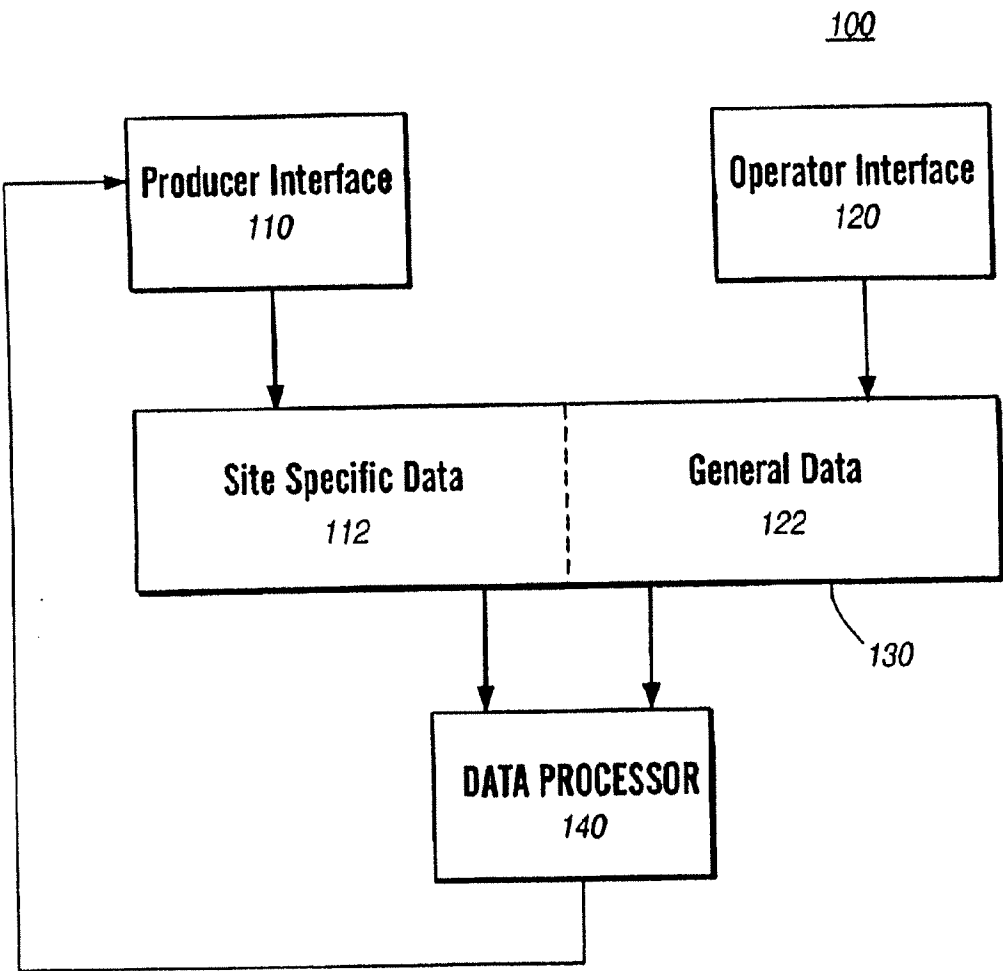 100
Producer Interface
110
Operator Interface
120
Site Specific Data
112
General Data
122
130
DATA PROCESSOR
140